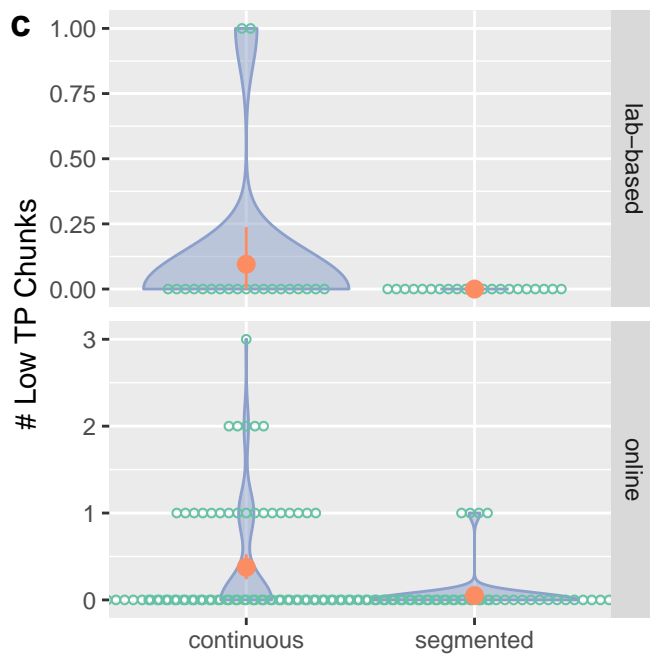 c
# Low TP Chunks
1.00
0.75
0.50
0.25
0.00
lab-based
3
2
1
0
online
continuous
segmented